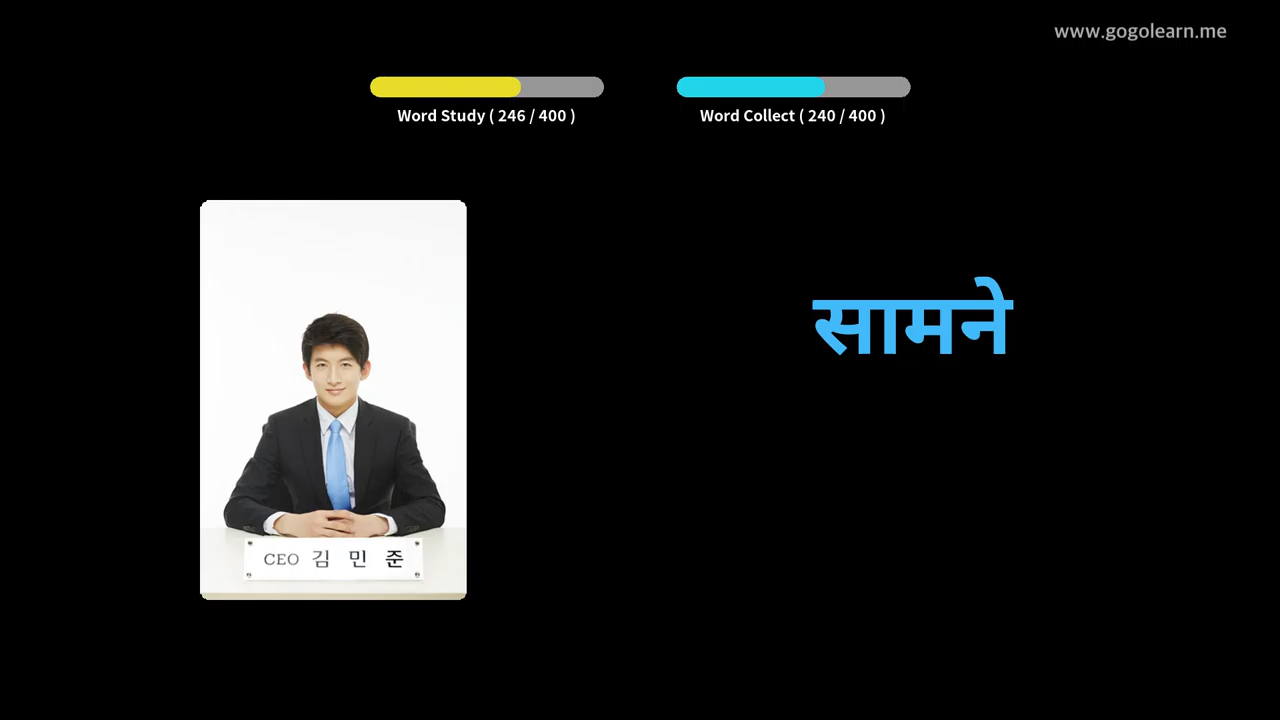 www.gogolearn.me
Word Study ( 246 / 400 )
Word Collect ( 240 / 400 )
सामने
CEO 김 민 준